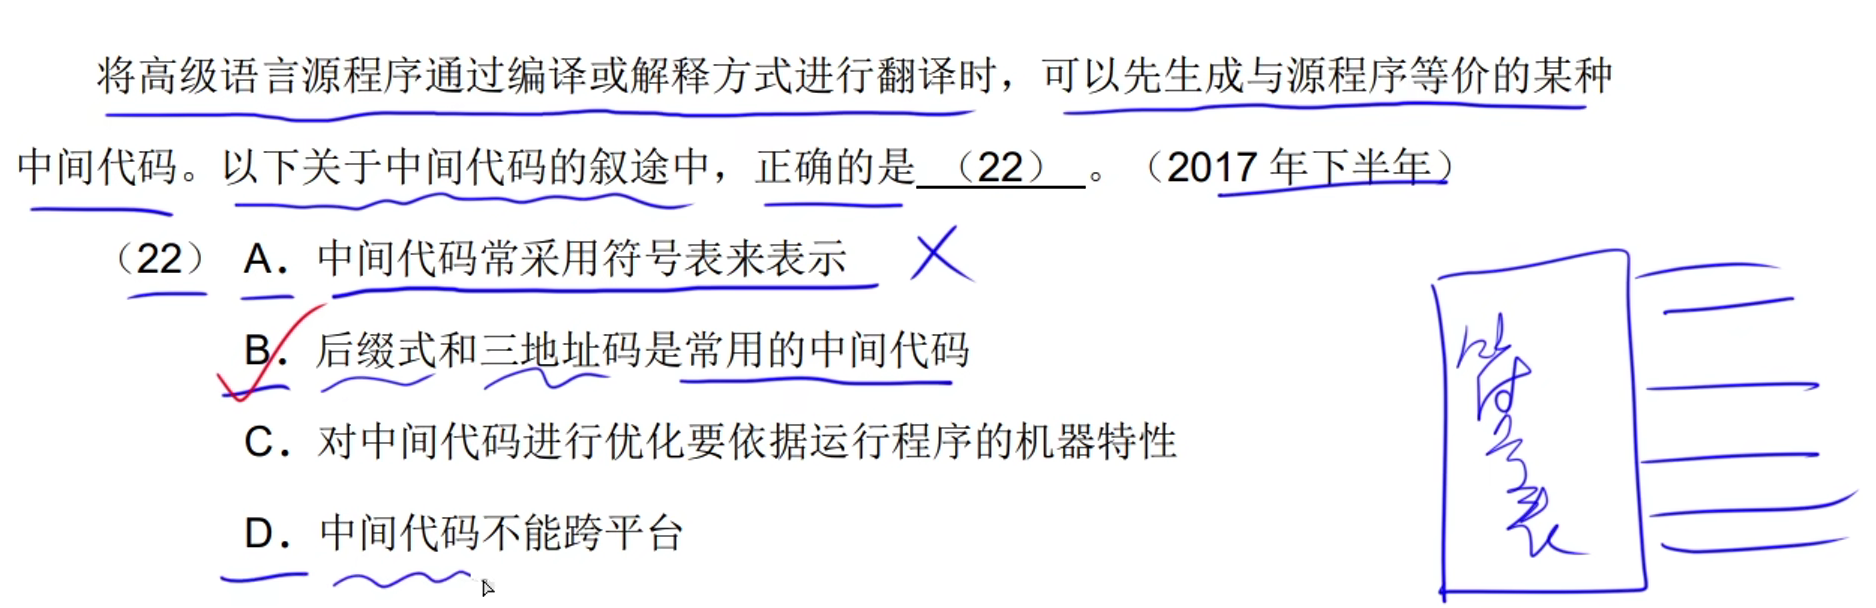 将高级语言源程序通过编译或解释方式进行翻译时，可以先生成与源程序等价的某种
中间代码。以下关于中间代码的叙途中，正确的是（22）。（2017 年下半年）
（22） A．中间代码常采用符号表来表示
B．后缀式和三地址码是常用的中间代码
C．对中间代码进行优化要依据运行程序的机器特性
D．中间代码不能跨平台
符号表